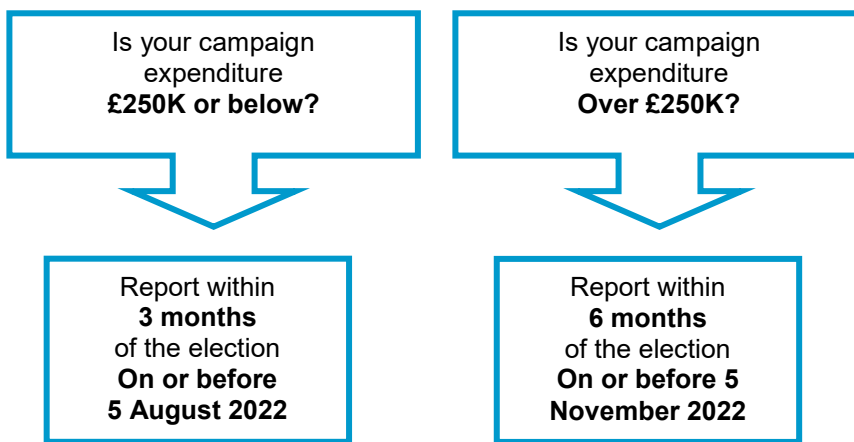 Is your campaign
expenditure
£250K or below?
Report within
3 months
of the election
On or before
5 August 2022
Is your campaign
expenditure
Over £250K?
Report within
6 months
of the election
On or before 5
November 2022